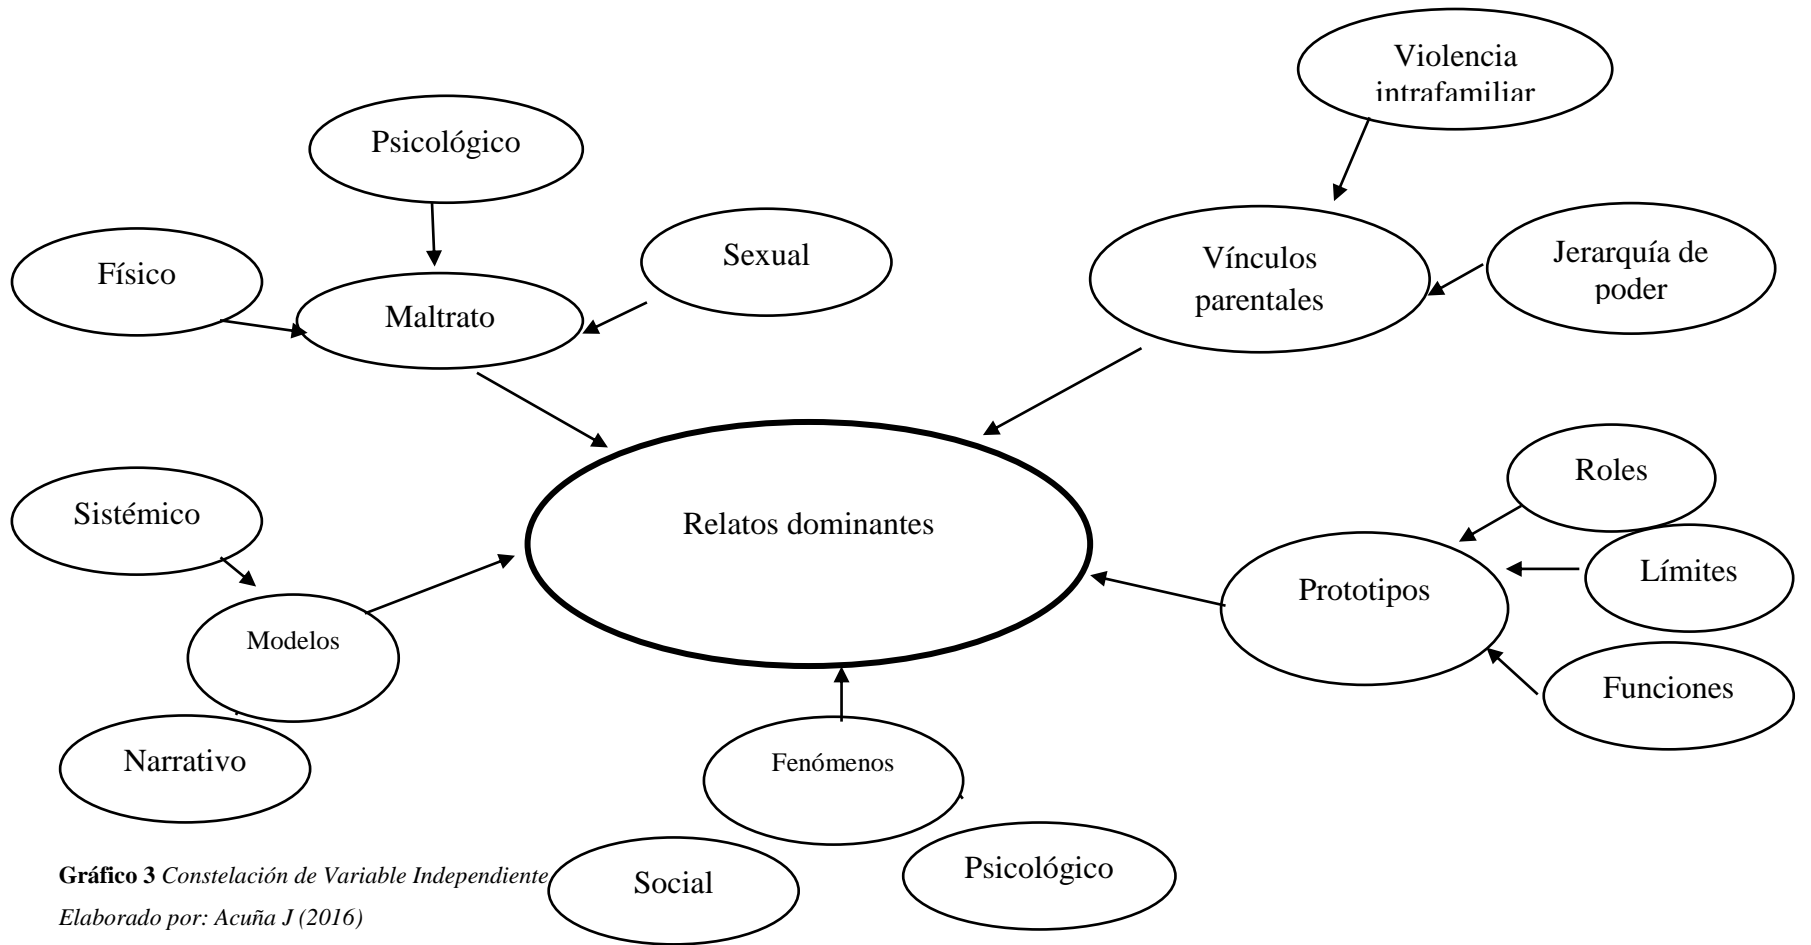 Violencia
intrafamiliar
Psicológico
Sexual
Físico
Maltrato
Vínculos
parentales
Jerarquía de
poder
Roles
Sistémico
Relatos dominantes
Límites
Prototipos
Modelos
Funciones
Narrativo
Fenómenos
Social
Psicológico
Gráfico 3 Constelación de Variable Independiente
Elaborado por: Acuña J (2016)